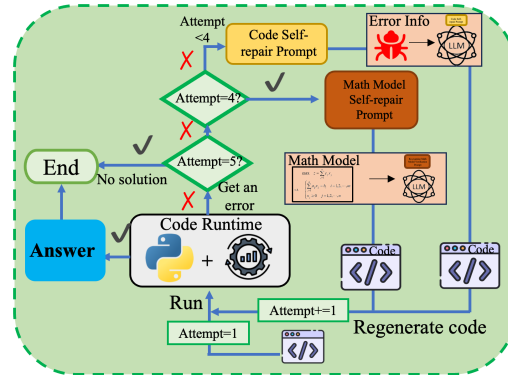 Attempt
<4
Code Self-
repair Prompt
Error Info
LLM
Attempt=4?
Math Model
Self-repair
Prompt
Attempt=5?
End
No solution
Get an
error
Math Model
LLM
Code Runtime
Answer
+
Code
</>
Code
</>
Run
Attempt+=1
Regenerate code
Attempt=1
</>